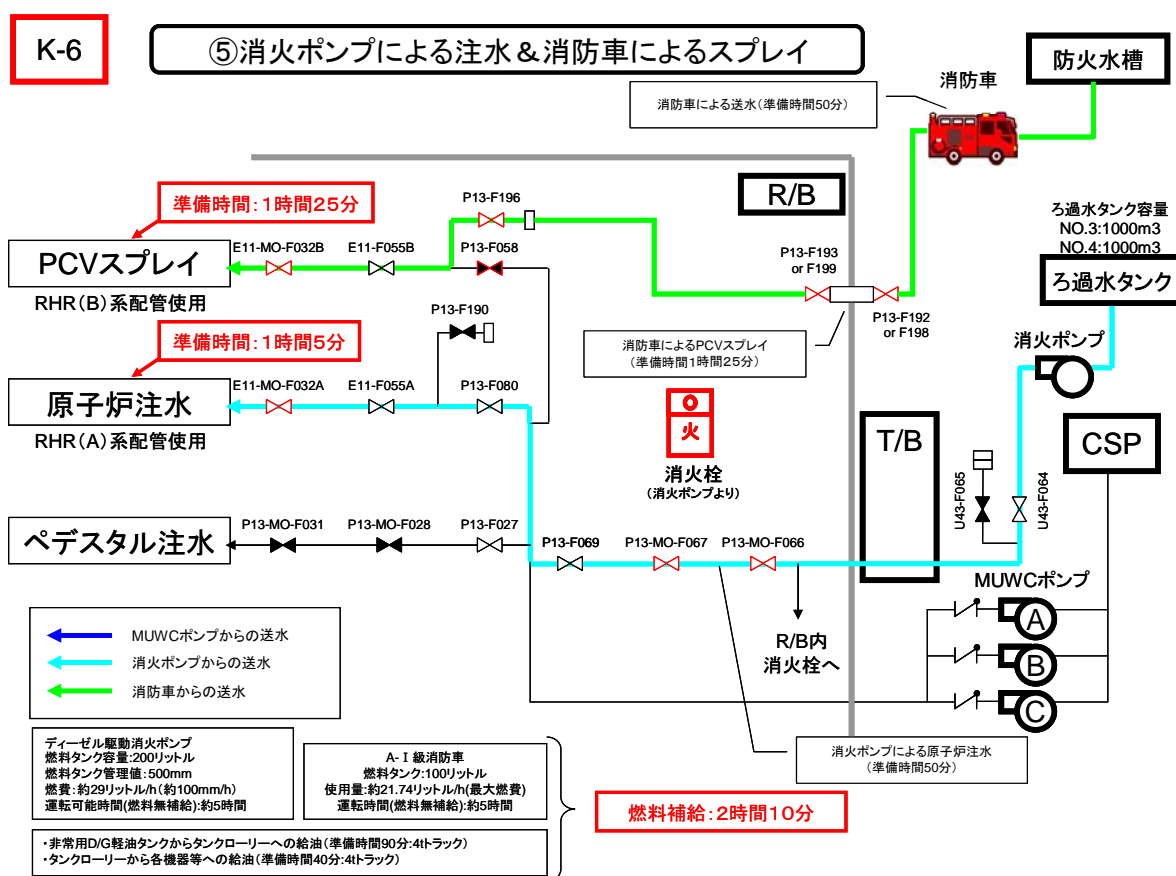 K-6
⑤消火ポンプによる注水＆消防車によるスプレイ
防火水槽
消防車
消防車による送水(準備時間50分)
R/B
準備時間:1時間25分
P13-F196
ろ過水タンク容量
NO.3:1000m3
NO.4:1000m3
E11-MO-F032B
E11-F055B
P13-F058
P13-F193
or F199
PCVスプレイ
ろ過水タンク
RHR(B)系配管使用
P13-F190
P13-F192
or F198
準備時間:1時間5分
消防車によるPCVスプレイ
(準備時間1時間25分)
消火ポンプ
E11-MO-F032A
E11-F055A
P13-F080
原子炉注水
火
T/B
CSP
RHR(A)系配管使用
消火栓
(消火ポンプより)
U43-F065
U43-F064
P13-MO-F031
P13-MO-F028
P13-F027
ペデスタル注水
P13-F069
P13-MO-F067
P13-MO-F066
MUWCポンプ
A
B
C
R/B内
消火栓へ
MUWCポンプからの送水
消火ポンプからの送水
消防車からの送水
消火ポンプによる原子炉注水
(準備時間50分)
ディーゼル駆動消火ポンプ
燃料タンク容量:200リットル
燃料タンク管理値:500mm
燃費:約29リットル/h(約100mm/h)
運転可能時間(燃料無補給):約5時間
A-Ⅰ級消防車
燃料タンク:100リットル
使用量:約21.74リットル/h(最大燃費)
運転時間(燃料無補給):約5時間
燃料補給:2時間10分
・非常用D/G軽油タンクからタンクローリーへの給油(準備時間90分:4tトラック)
・タンクローリーから各機器等への給油(準備時間40分:4tトラック)